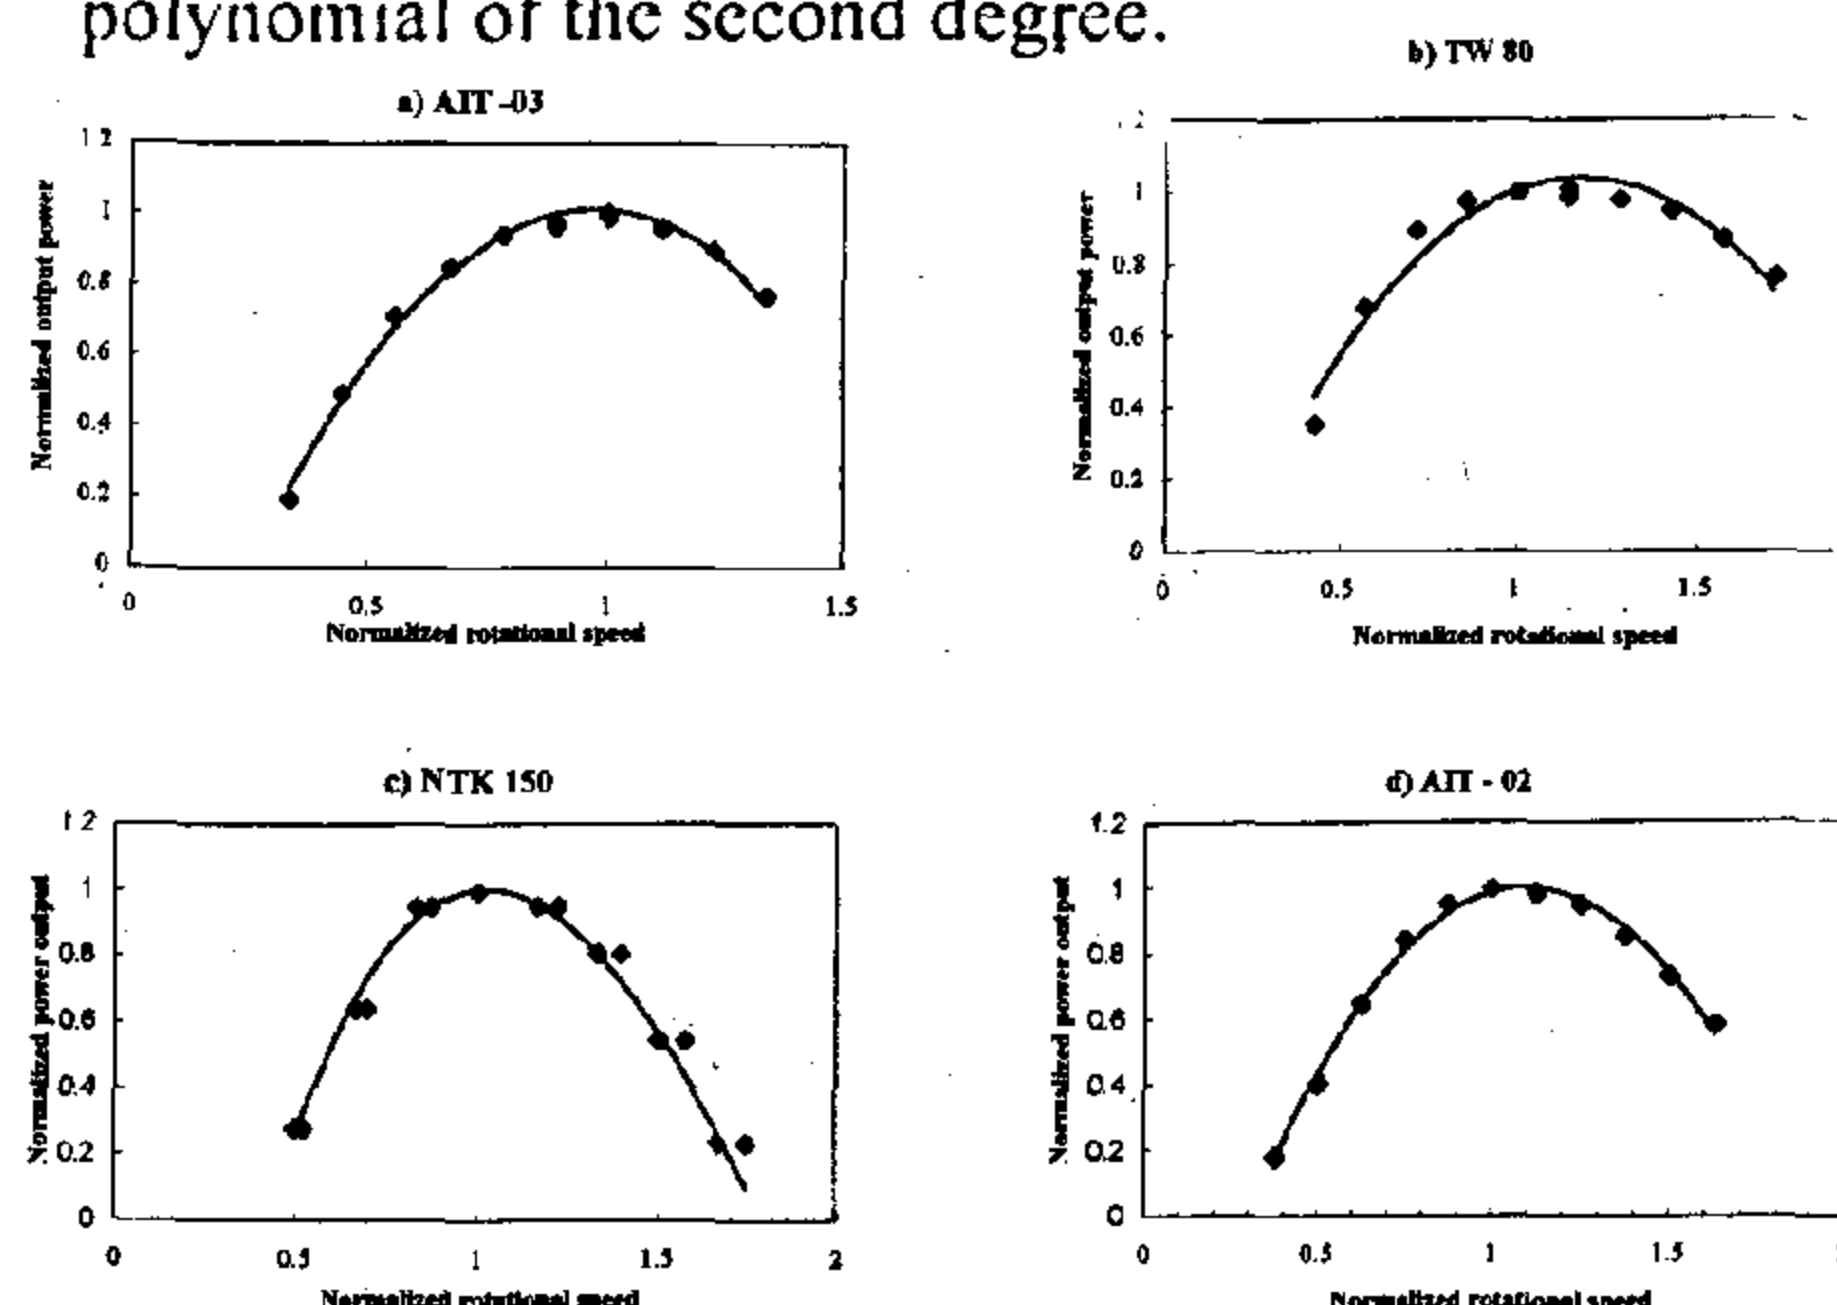 polynomial of the second degree.
a) AIT -03
1 2
1
0.8
0.6
0.4
0.2
0
0 0.5 1 1.5
Normalized output power
Normalized rotational speed
b) TW 80
1
0.8
0.6
0.4
0.2
0
0 0.5 1 1.5
Normalized output power
Normalized rotational speed
c) NTK 150
1 2
1
0.8
0.6
0.4
0.2
0
0 0.5 1 1.5 2
Normalized power output
Normalized rotational speed
d) AIT - 02
1.2
1
0.8
0.6
0.4
0.2
0
0 0.5 1 1.5
Normalized power output
Normalized rotational speed